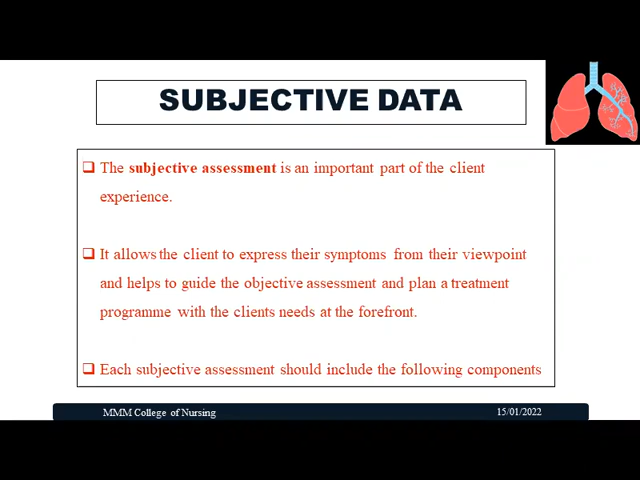 SUBJECTIVE DATA
The subjective assessment is an important part of the client
experience.
It allows the client to express their symptoms from their viewpoint
and helps to guide the objective assessment and plan a treatment
programme with the clients needs at the forefront.
Each subjective assessment should include the following components
MMM College of Nursing
15/01/2022